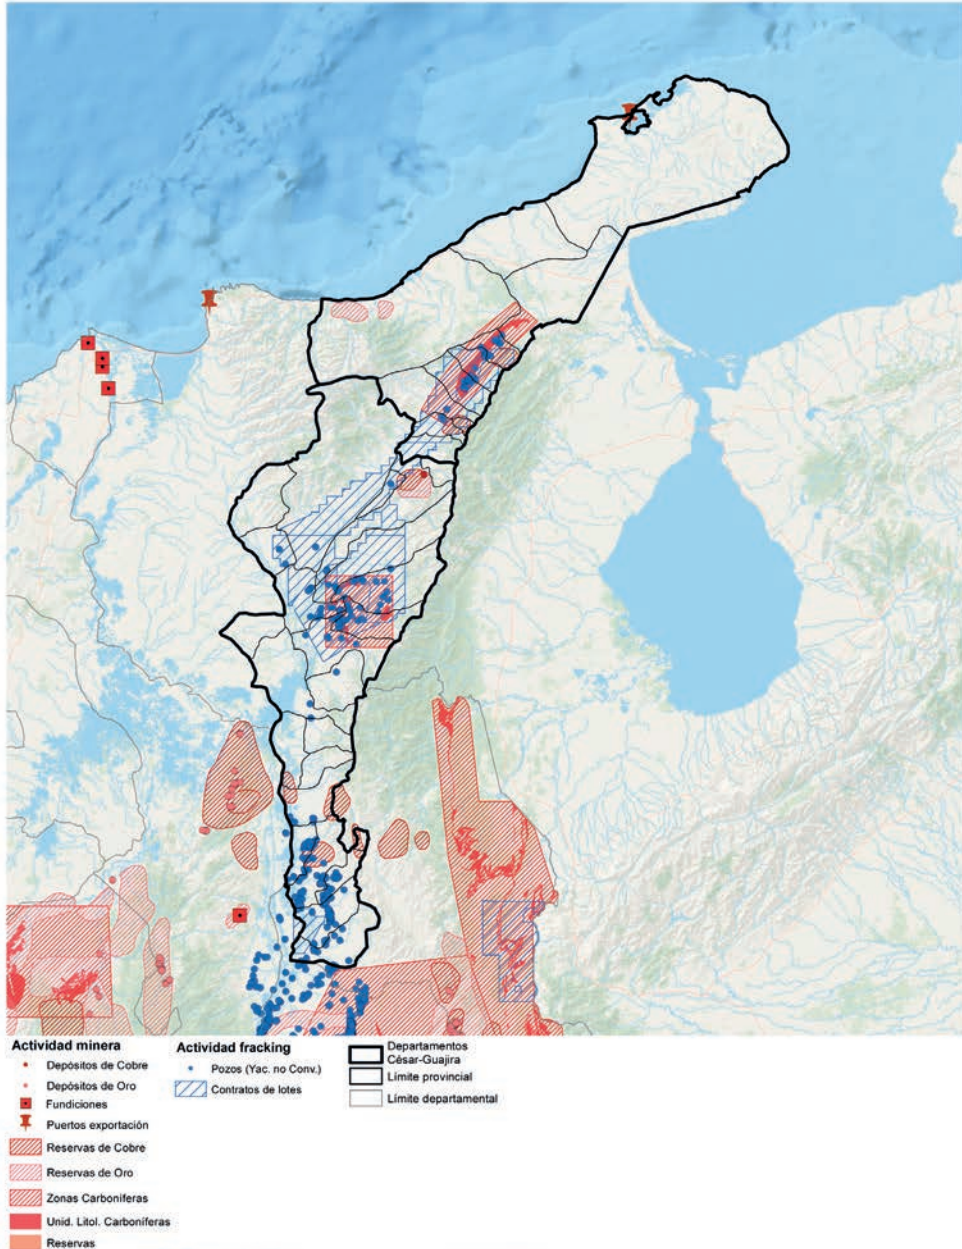 Actividad minera
Depósitos de Cobre
Depósitos de Oro
Fundiciones
Puertos exportación
Reservas de Cobre
Reservas de Oro
Zonas Carboníferas
Unid. Litol. Carboníferas
Reservas
Actividad fracking
Pozos (Yac. no Conv.)
Contratos de lotes
Departamentos
César-Guajira
Límite provincial
Límite departamental